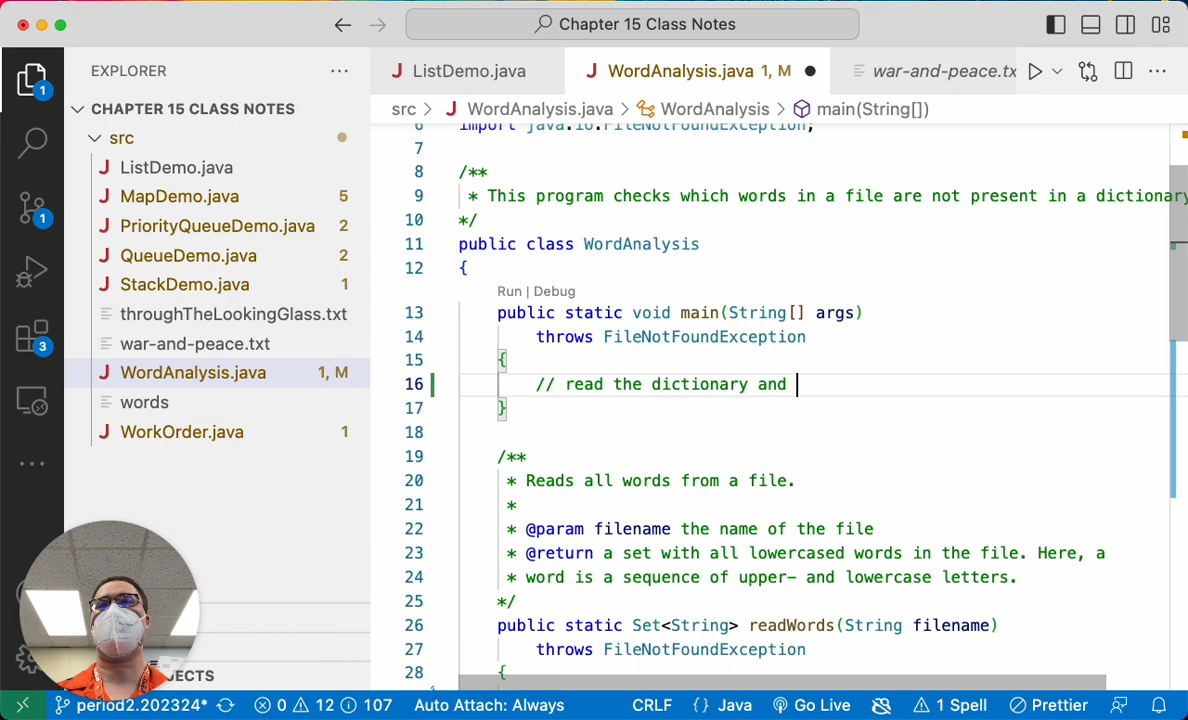 Chapter 15 Class Notes
EXPLORER
ListDemo.java
WordAnalysis.java 1, M
war-and-peace.tx
src > WordAnalysis.java > WordAnalysis > main(String[])
CHAPTER 15 CLASS NOTES
src
ListDemo.java
MapDemo.java 5
PriorityQueueDemo.java 2
QueueDemo.java 2
StackDemo.java 1
throughTheLookingGlass.txt
war-and-peace.txt
WordAnalysis.java 1, M
words
WorkOrder.java 1
1
1
3
6 import java.io.FileNotFoundException;
7
8 /**
9 * This program checks which words in a file are not present in a dictionary
10 */
11 public class WordAnalysis
12 {
Run | Debug
13 public static void main(String[] args)
14 throws FileNotFoundException
15 {
16 // read the dictionary and
17 }
18
19 /**
20 * Reads all words from a file.
21 *
22 * @param filename the name of the file
23 * @return a set with all lowercased words in the file. Here, a
24 * word is a sequence of upper- and lowercase letters.
25 */
26 public static Set<String> readWords(String filename)
27 throws FileNotFoundException
28 {
period2.202324* 0 12 107 Auto Attach: Always CRLF {} Java Go Live 1 Spell Prettier